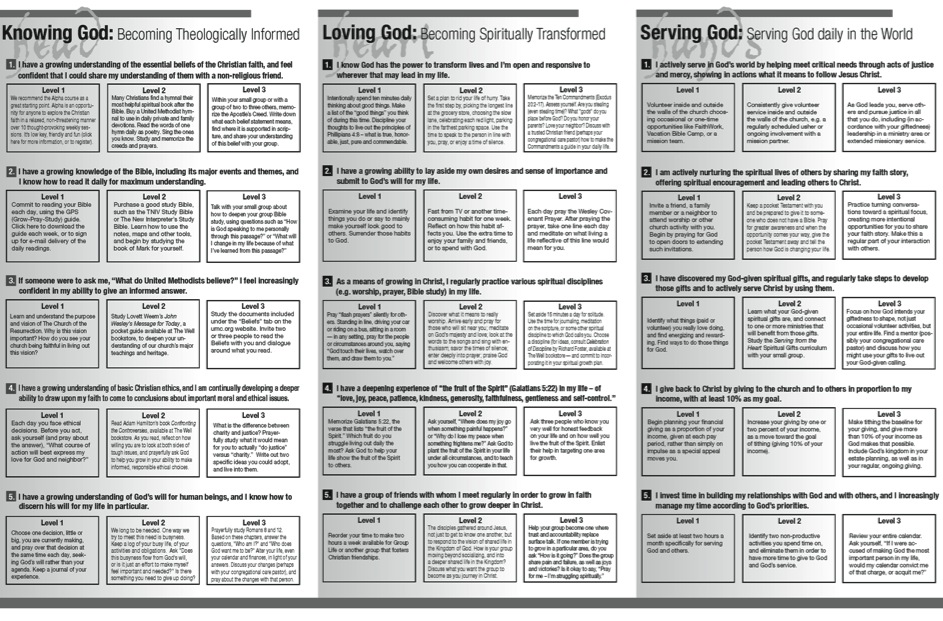 Knowing God: Becoming Theologically Informed
head
1. I have a growing understanding of the essential beliefs of the Christian faith, and feel
confident that I could share my understanding of them with a non-religious friend.
Level 1
We recommend the Alpha course as a
great starting point. Alpha is an opportu-
nity for anyone to explore the Christian
faith in a relaxed, non-threatening manner
over 10 thought-provoking weekly ses-
sions. It's low key, friendly and fun (click
here for more information, or to register).
Level 2
Many Christians find a hymnal their
most helpful spiritual book after the
Bible. Buy a United Methodist hym-
nal to use in daily private and family
devotions. Read the words of one
hymn daily as poetry. Sing the ones
you know. Study and memorize the
creeds and prayers.
Level 3
Within your small group or with a
group of two to three others, memo-
rize the Apostle's Creed. Write down
what each belief statement means,
find where it is supported in scrip-
ture, and share your understanding
of this belief with your group.
2. I have a growing knowledge of the Bible, including its major events and themes, and
I know how to read it daily for maximum understanding.
Level 1
Commit to reading your Bible
each day, using the GPS
(Grow-Pray-Study) guide.
Click here to download the
guide each week, or to sign
up for e-mail delivery of the
daily readings.
Level 2
Purchase a good study Bible,
such as the TNIV Study Bible
or The New Interpreter's Study
Bible. Learn how to use the
notes, maps and other tools,
and begin by studying the
book of Mark for yourself.
Level 3
Talk with your small group about
how to deepen your group Bible
study, using questions such as "How
is God speaking to me personally
through this passage?" or "What will
I change in my life because of what
I've learned from this passage?"
3. If someone were to ask me, "What do United Methodists believe?" I feel increasingly
confident in my ability to give an informed answer.
Level 1
Learn and understand the purpose
and vision of The Church of the
Resurrection. Why is this vision
important? How do you see your
church being faithful in living out
this vision?
Level 2
Study Lovett Weem's John
Wesley's Message for Today, a
pocket guide available at The Well
bookstore, to deepen your un-
derstanding of our church's major
teachings and heritage.
Level 3
Study the documents included
under the "Beliefs" tab on the
umc.org website. Invite two
or three people to read the
Beliefs with you and dialogue
around what you read.
4. I have a growing understanding of basic Christian ethics, and I am continually developing a deeper
ability to draw upon my faith to come to conclusions about important moral and ethical issues.
Level 1
Each day you face ethical
decisions. Before you act,
ask yourself (and pray about
the answer), "What course of
action will best express my
love for God and neighbor?"
Level 2
Read Adam Hamilton's book Confronting
the Controversies, available at The Well
bookstore. As you read, reflect on how
willing you are to look at both sides of
tough issues, and prayerfully ask God
to help you grow in your ability to make
informed, responsible ethical choices.
Level 3
What is the difference between
charity and justice? Prayer-
fully study what it would mean
for you to actually "do justice"
versus "charity." Write out two
specific ideas you could adopt,
and live into them.
5. I have a growing understanding of God's will for human beings, and I know how to
discern his will for my life in particular.
Level 1
Choose one decision, little or
big, you are currently making,
and pray over that decision at
the same time each day, seek-
ing God's will rather than your
agenda. Keep a journal of your
experience.
Level 2
We long to be needed. One way we
try to meet this need is busyness.
Keep a log of your busy life, of your
activities and obligations. Ask "Does
this busyness flow from God's will,
or is it just an effort to make myself
feel important and needed?" Is there
something you need to give up doing?
Level 3
Prayerfully study Romans 8 and 12.
Based on these chapters, answer the
questions, "Who am I?" and "Who does
God want me to be?" Alter your life, even
your calendar and finances, in light of your
answers. Discuss your changes (perhaps
with your congregational care pastor), and
pray about the changes with that person.
Loving God: Becoming Spiritually Transformed
heart
1. I know God has the power to transform lives and I'm open and responsive to
wherever that may lead in my life.
Level 1
Intentionally spend ten minutes daily
thinking about good things. Make
a list of the "good things" you think
of during this time. Discipline your
thoughts to live out the principles of
Philippians 4:8 – what is true, honor-
able, just, pure and commendable.
Level 2
Set a plan to rid your life of hurry. Take
the first step by: picking the longest line
at the grocery store, choosing the slow
lane, celebrating each red light, parking
in the farthest parking space. Use the
time to speak to the person in line with
you, pray, or enjoy a time of silence.
Level 3
Memorize the Ten Commandments (Exodus
20:2-17). Assess yourself. Are you stealing
(even stealing time)? What "good" do you
place before God? Do you honor your
parents? Love your neighbor? Discuss with
a trusted Christian friend (perhaps your
congregational care pastor) how to make the
Commandments a guide in your daily life.
2. I have a growing ability to lay aside my own desires and sense of importance and
submit to God's will for my life.
Level 1
Examine your life and identify
things you do or say to mainly
make yourself look good to
others. Surrender those habits
to God.
Level 2
Fast from TV or another time-
consuming habit for one week.
Reflect on how this habit af-
fects you. Use the extra time to
enjoy your family and friends,
or to spend with God.
Level 3
Each day pray the Wesley Cov-
enant Prayer. After praying the
prayer, take one line each day
and meditate on what living a
life reflective of this line would
mean for you.
3. As a means of growing in Christ, I regularly practice various spiritual disciplines
(e.g. worship, prayer, Bible study) in my life.
Level 1
Pray "flash prayers" silently for oth-
ers. Standing in line, driving your car
or riding on a bus, sitting in a room
— in any setting, pray for the people
or circumstances around you, saying
"God touch their lives, watch over
them, and draw them to you."
Level 2
Discover what it means to really
worship. Arrive early and pray for
those who will sit near you; meditate
on God's majesty and love; look at the
words to the songs and sing with en-
thusiasm; savor the times of silence;
enter deeply into prayer; praise God
and welcome others with joy.
Level 3
Set aside 16 minutes a day for solitude.
Use the time for journaling, meditation
on the scripture, or some other spiritual
discipline to which God calls you. Choose
a discipline (for ideas, consult Celebration
of Discipline by Richard Foster, available at
The Well bookstore — and commit to incor-
porating it in your spiritual growth plan.
4. I have a deepening experience of "the fruit of the Spirit" (Galatians 5:22) in my life – of
"love, joy, peace, patience, kindness, generosity, faithfulness, gentleness and self-control."
Level 1
Memorize Galatians 5:22, the
verse that lists "the fruit of the
Spirit." Which fruit do you
struggle living out daily the
most? Ask God to help your
life show the fruit of the Spirit
to others.
Level 2
Ask yourself, "Where does my joy go
when something painful happens?"
or "Why do I lose my peace when
something frightens me?" Ask God to
plant the fruit of the Spirit in your life
under all circumstances, and to teach
you how you can cooperate in that.
Level 3
Ask three people who know you
very well for honest feedback
on your life and on how well you
live the fruit of the Spirit. Enlist
their help in targeting one area
for growth.
5. I have a group of friends with whom I meet regularly in order to grow in faith
together and to challenge each other to grow deeper in Christ.
Level 1
Reorder your time to make two
hours a week available for Group
Life or another group that fosters
Christian friendships.
Level 2
The disciples gathered around Jesus,
not just to get to know one another, but
to respond to the vision of shared life in
the Kingdom of God. How is your group
moving beyond socializing, and into
a deeper shared life in the Kingdom?
Discuss what you want the group to
become as you journey in Christ.
Level 3
Help your group become one where
trust and accountability replace
surface talk. If one member is trying
to grow in a particular area, do you
ask "How is it going?" Does the group
share pain and failure, as well as joys
and victories? Is it okay to say, "Pray
for me – I'm struggling spiritually."
Serving God: Serving God daily in the World
hands
1. I actively serve in God's world by helping meet critical needs through acts of justice
and mercy, showing in actions what it means to follow Jesus Christ.
Level 1
Volunteer inside and outside
the walls of the church choos-
ing occasional or one-time
opportunities like FaithWork,
Vacation Bible Camp, or a
mission team.
Level 2
Consistently give volunteer
service inside and outside
the walls of the church, e.g. a
regularly scheduled usher or
ongoing involvement with a
mission partner.
Level 3
As God leads you, serve oth-
ers and pursue justice in all
that you do, including (in ac-
cordance with your giftedness)
leadership in a ministry area or
extended missionary service.
2. I am actively nurturing the spiritual lives of others by sharing my faith story,
offering spiritual encouragement and leading others to Christ.
Level 1
Invite a friend, a family
member or a neighbor to
attend worship or other
church activity with you.
Begin by praying for God
to open doors to extending
such invitations.
Level 2
Keep a pocket Testament with you
and be prepared to give it to some-
one who does not have a Bible. Pray
for greater awareness and when the
opportunity comes your way, give the
pocket Testament away and tell the
person how God is changing your life.
Level 3
Practice turning conversa-
tions toward a spiritual focus,
creating more intentional
opportunities for you to share
your faith story. Make this a
regular part of your interaction
with others.
3. I have discovered my God-given spiritual gifts, and regularly take steps to develop
those gifts and to actively serve Christ by using them.
Level 1
Identify what things (paid or
volunteer) you really love doing,
and find energizing and reward-
ing. Find ways to do those things
for God.
Level 2
Learn what your God-given
spiritual gifts are, and connect
to one or more ministries that
will benefit from those gifts.
Study the Serving from the
Heart Spiritual Gifts curriculum
with your small group.
Level 3
Focus on how God intends your
giftedness to shape, not just
occasional volunteer activities, but
your entire life. Find a mentor (pos-
sibly your congregational care
pastor) and discuss how you
might use your gifts to live out
your God-given calling.
4. I give back to Christ by giving to the church and to others in proportion to my
income, with at least 10% as my goal.
Level 1
Begin planning your financial
giving as a proportion of your
income, given at each pay
period, rather than simply on
impulse as a special appeal
moves you.
Level 2
Increase your giving by one or
two percent of your income,
as a move toward the goal
of tithing (giving 10% of your
income).
Level 3
Make tithing the baseline for
your giving, and give more
than 10% of your income as
God makes that possible.
Include God's kingdom in your
estate planning, as well as in
your regular, ongoing giving.
5. I invest time in building my relationships with God and with others, and I increasingly
manage my time according to God's priorities.
Level 1
Set aside at least two hours a
month specifically for serving
God and others.
Level 2
Identify two non-productive
activities you spend time on,
and eliminate them in order to
have more time to give to God
and God's service.
Level 3
Review your entire calendar.
Ask yourself, "If I were ac-
cused of making God the most
important person in my life,
would my calendar convict me
of that charge, or acquit me?"